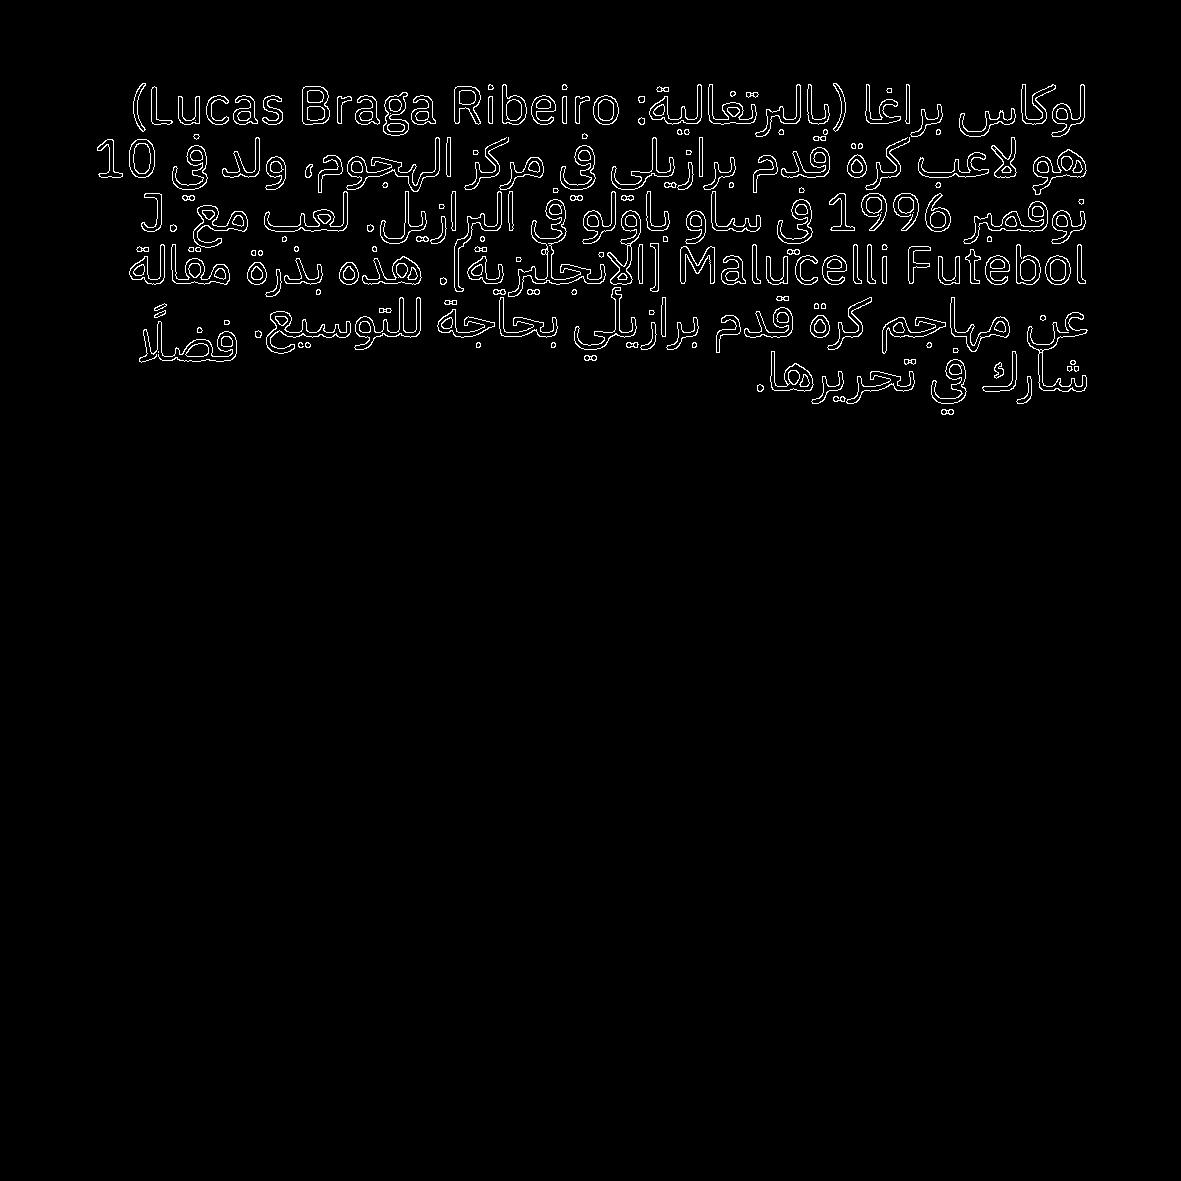 لوكاس براغا (بالبرتغالية: Lucas Braga Ribeiro)
هو لاعب كرة قدم برازيلي في مركز الهجوم، ولد في 10
نوفمبر 1996 في ساو باولو في البرازيل. لعب مع J.
Malucelli Futebol [الإنجليزية]. هذه بذرة مقالة
عن مهاجم كرة قدم برازيلي بحاجة للتوسيع. فضلًا
شارك في تحريرها.